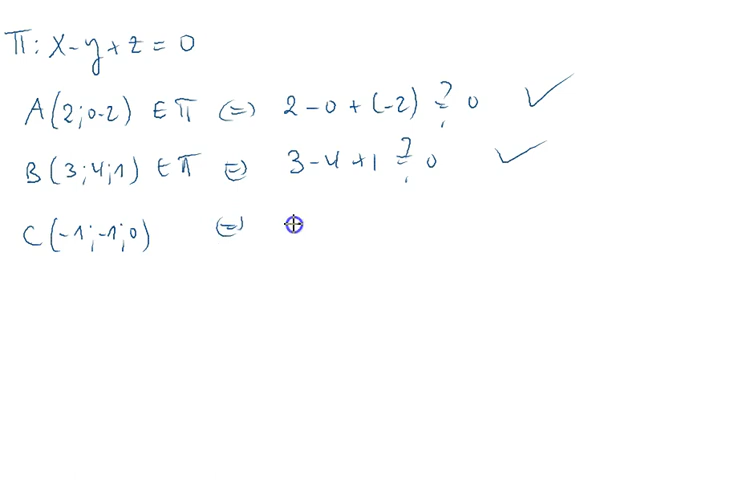 π: x - y + z = 0
A(2;0-2) ∈ π ⇔ 2 - 0 + (-2) ?= 0 ✓
B(3;4;1) ∈ π ⇔ 3 - 4 + 1 ?= 0 ✓
C(-1;-1;0) ⇔